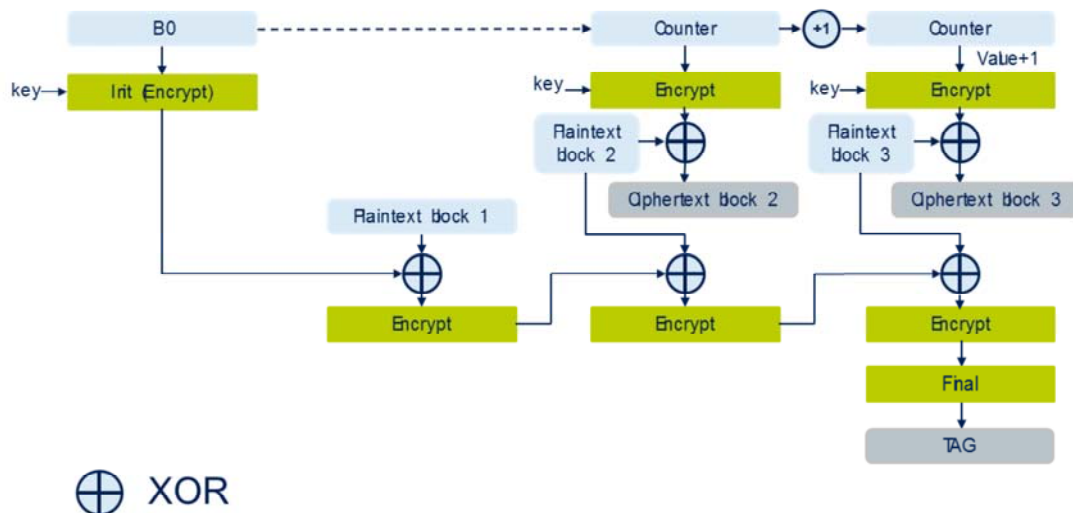 B0
Counter
+1
Counter
Value+1
key
Init (Encrypt)
key
Encrypt
key
Encrypt
Plaintext
block 2
Plaintext
block 3
Ciphertext block 2
Ciphertext block 3
Plaintext block 1
Encrypt
Encrypt
Encrypt
Final
TAG
XOR